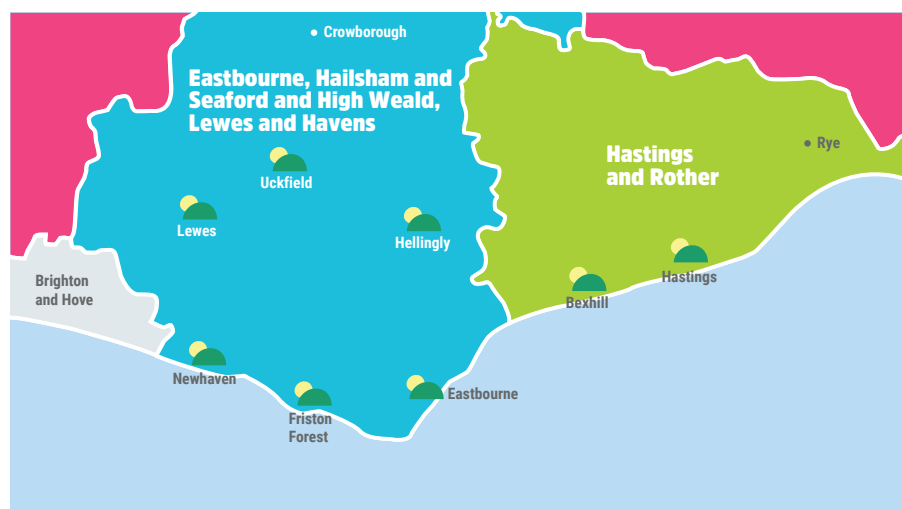 Crowborough
Eastbourne, Hailsham and
Seaford and High Weald,
Lewes and Havens
Hastings
and Rother
Rye
Uckfield
Lewes
Hellingly
Hastings
Bexhill
Brighton
and Hove
Newhaven
Eastbourne
Friston
Forest